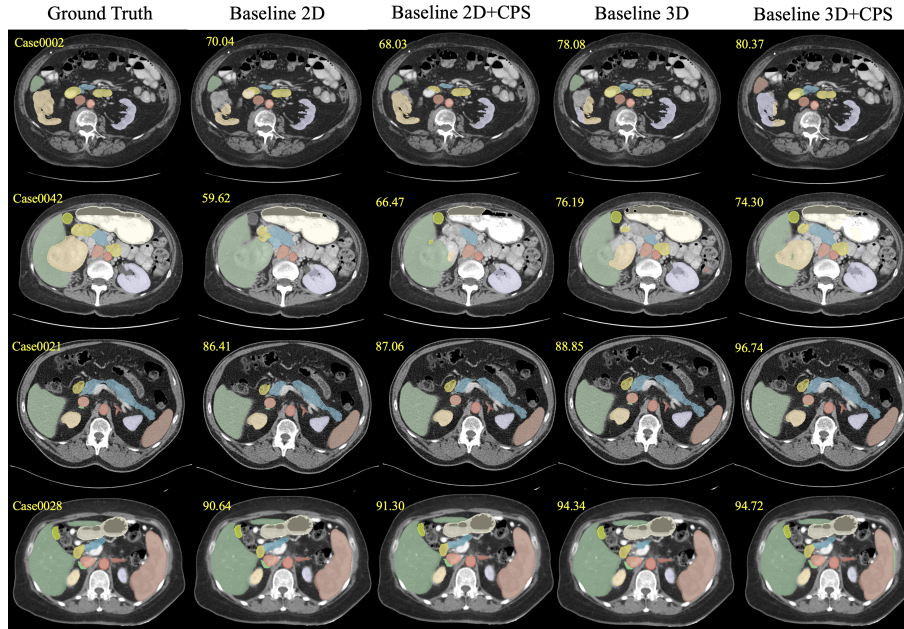 Ground Truth Baseline 2D Baseline 2D+CPS Baseline 3D Baseline 3D+CPS
Case0002 70.04 68.03 78.08 80.37
Case0042 59.62 66.47 76.19 74.30
Case0021 86.41 87.06 88.85 96.74
Case0028 90.64 91.30 94.34 94.72